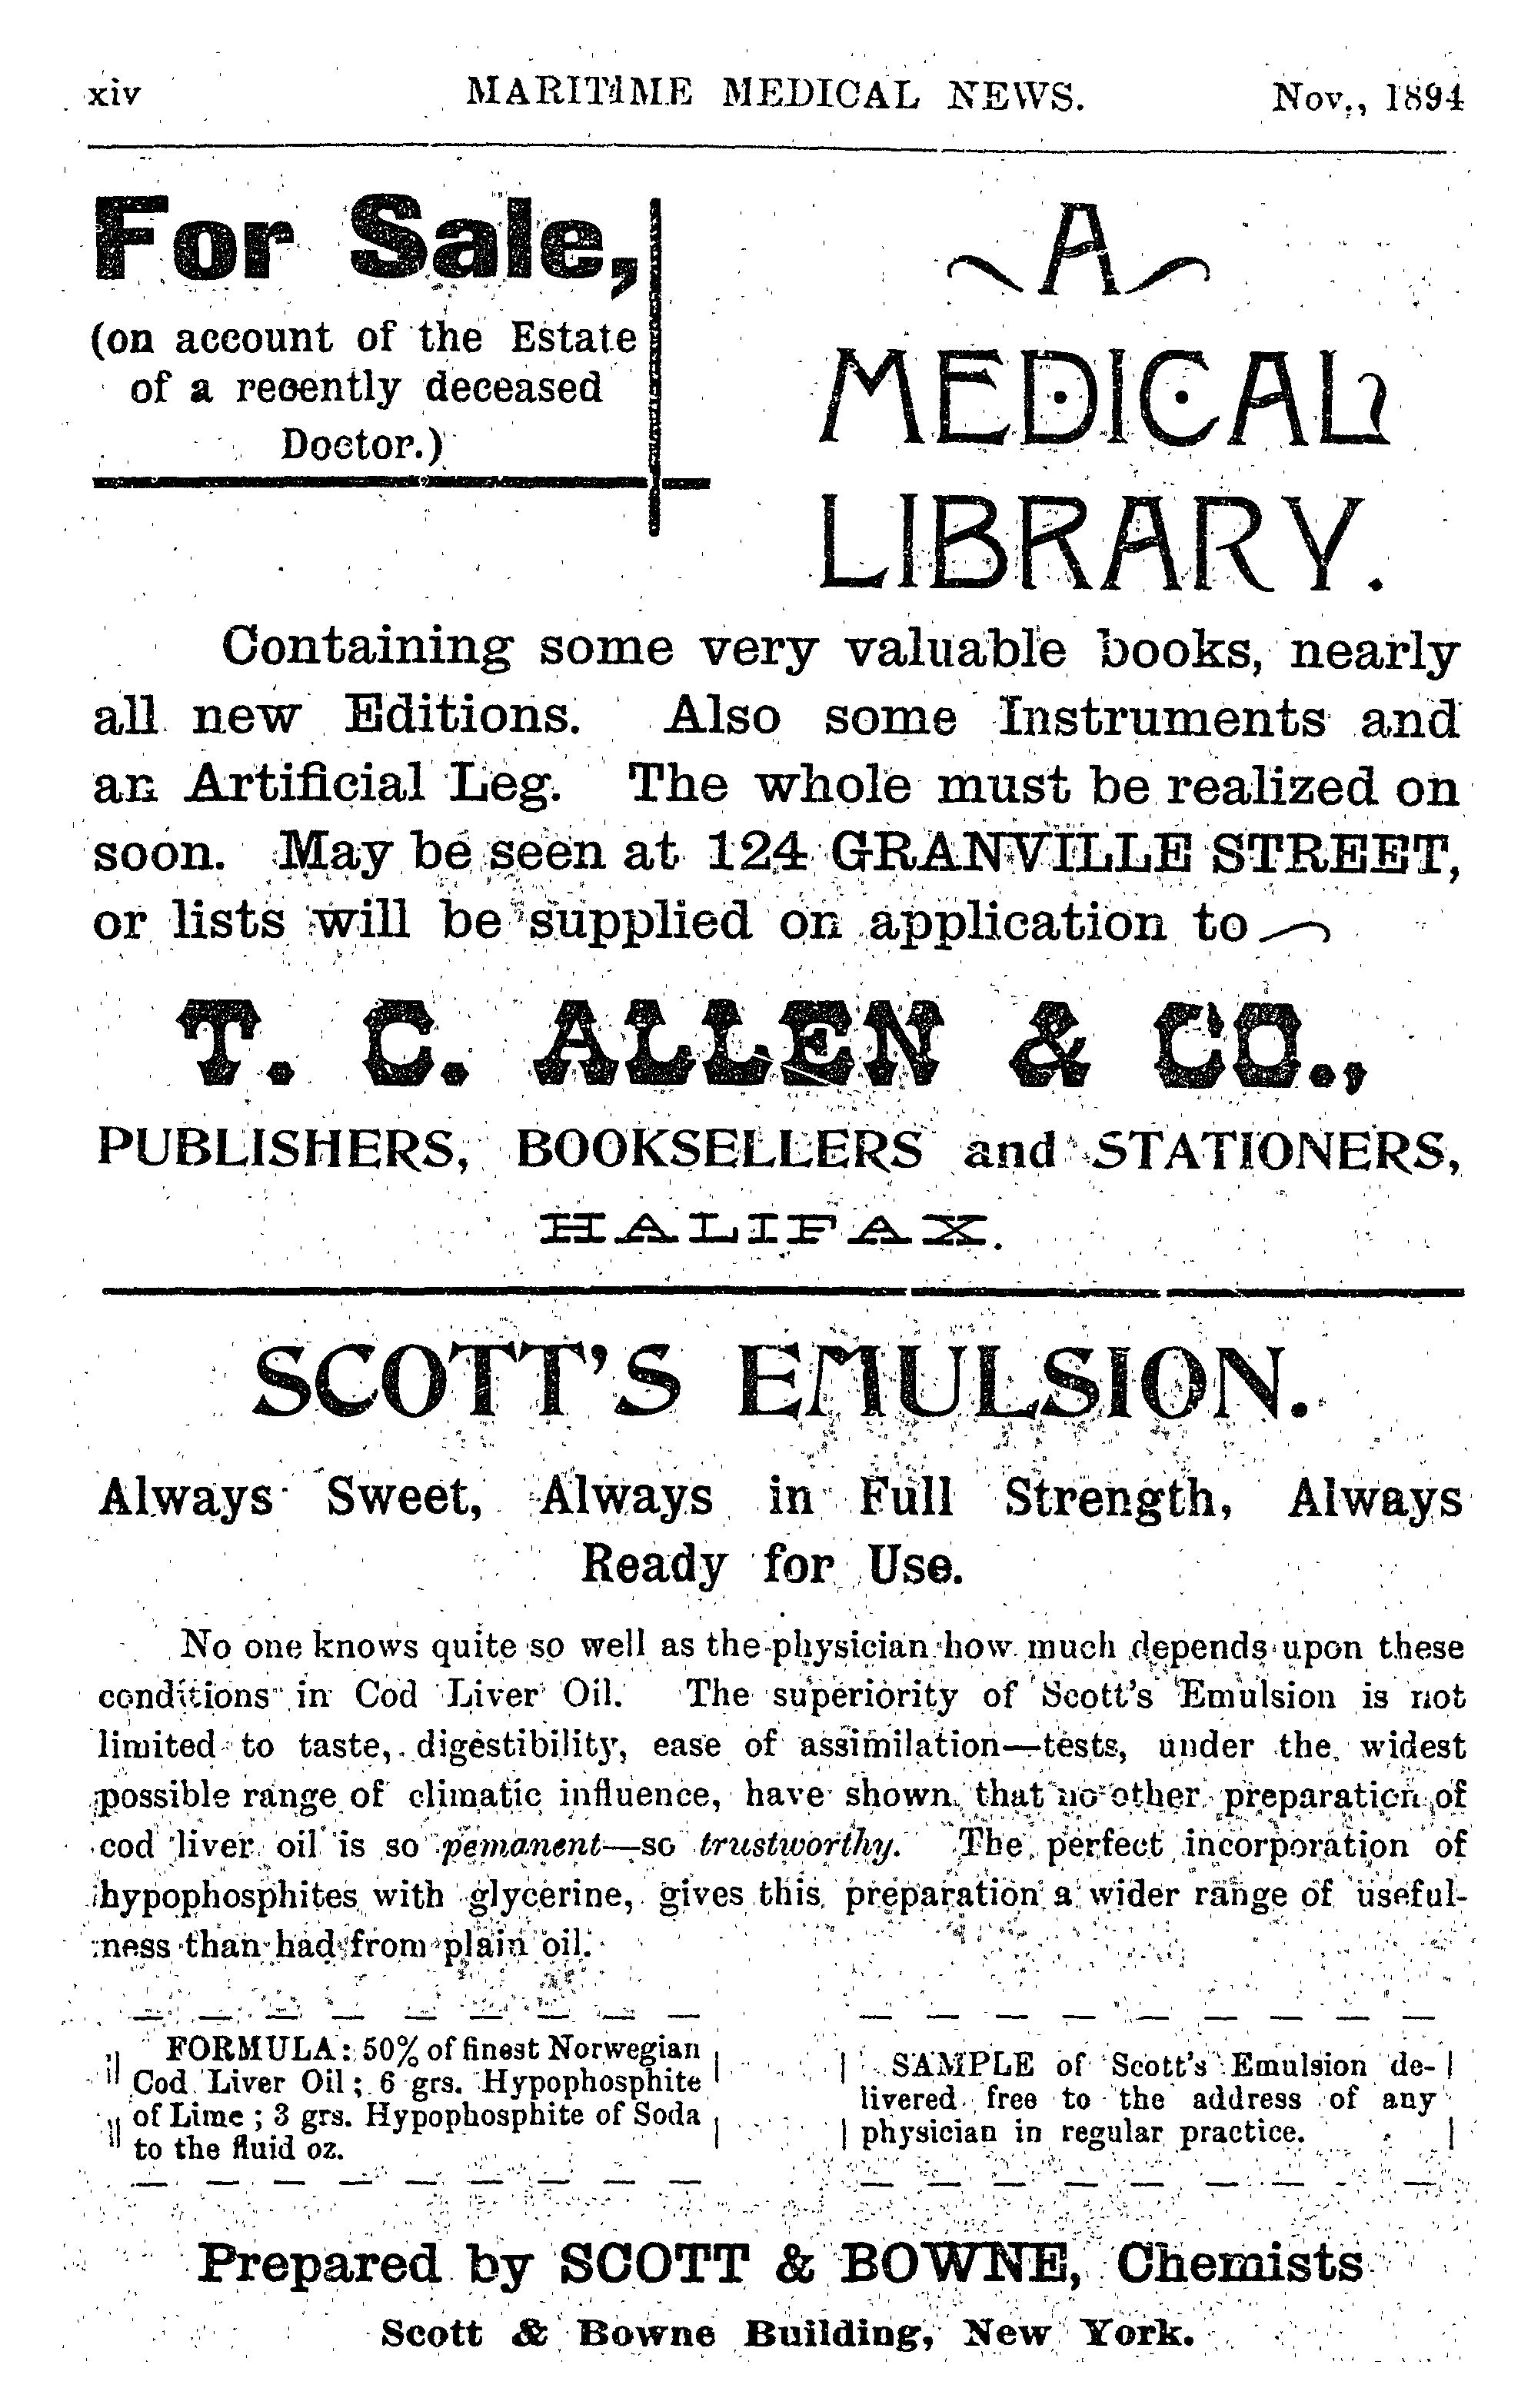 xiv MARITIME MEDICAL NEWS. Nov., 1894
For Sale,
(on account of the Estate
of a recently deceased
Doctor.)
A
MEDICAL
LIBRARY.
Containing some very valuable books, nearly
all new Editions. Also some Instruments and
an Artificial Leg. The whole must be realized on
soon. May be seen at 124 GRANVILLE STREET,
or lists will be supplied on application to
T. C. ALLEN & CO.,
PUBLISHERS, BOOKSELLERS and STATIONERS,
HALIFAX.
SCOTT'S EMULSION.
Always Sweet, Always in Full Strength, Always
Ready for Use.
No one knows quite so well as the physician how much depends upon these
conditions in Cod Liver Oil. The superiority of Scott's Emulsion is not
limited to taste, digestibility, ease of assimilation—tests, under the widest
possible range of climatic influence, have shown that no other preparation of
cod liver oil is so pemanent—so trustworthy. The perfect incorporation of
hypophosphites with glycerine, gives this preparation a wider range of useful-
ness than had from plain oil.
FORMULA: 50% of finest Norwegian
Cod Liver Oil; 6 grs. Hypophosphite
of Lime; 3 grs. Hypophosphite of Soda
to the fluid oz.
SAMPLE of Scott's Emulsion de-
livered free to the address of any
physician in regular practice.
Prepared by SCOTT & BOWNE, Chemists
Scott & Bowne Building, New York.